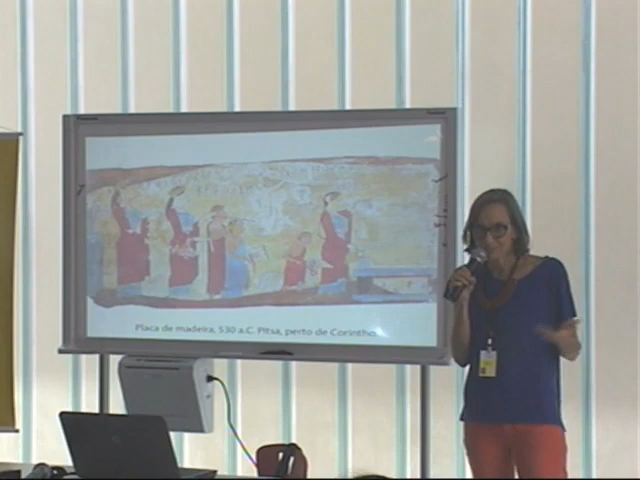 Placa de madeira, 530 a.C. Pitsa, perto de Corintho.